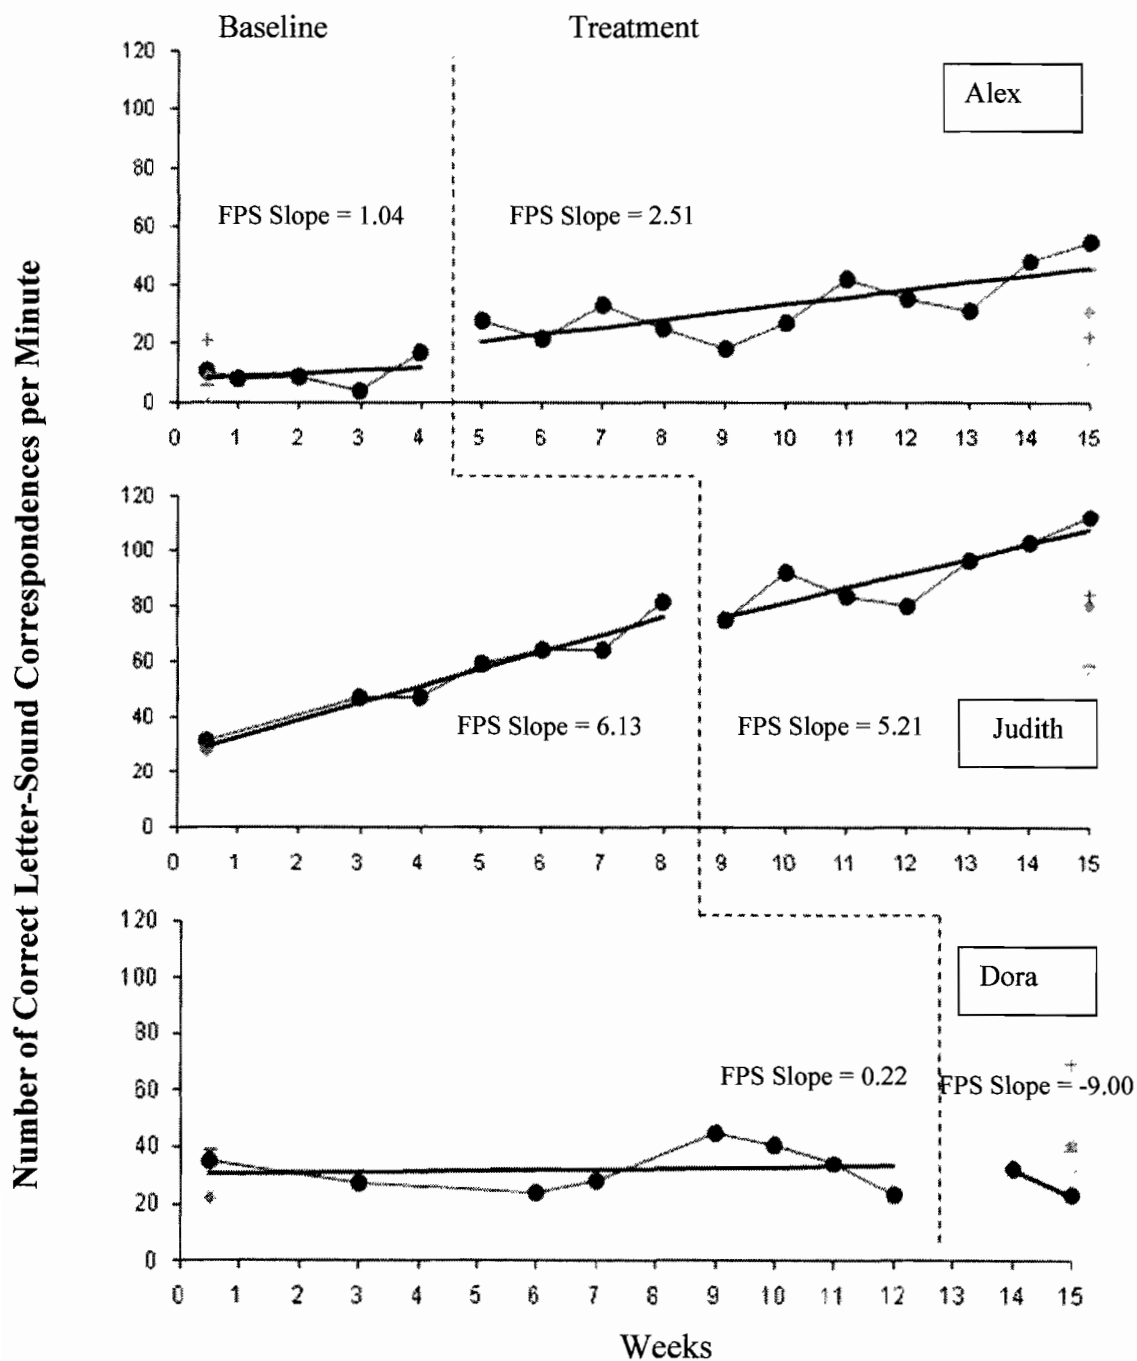 Baseline Treatment
120
100
80
60
40
20
0
Alex
FPS Slope = 1.04 FPS Slope = 2.51
0 1 2 3 4 5 6 7 8 9 10 11 12 13 14 15
120
100
80
60
40
20
0
FPS Slope = 6.13 FPS Slope = 5.21
Judith
0 1 2 3 4 5 6 7 8 9 10 11 12 13 14 15
120
100
80
60
40
20
0
Dora
FPS Slope = 0.22 FPS Slope = -9.00
0 1 2 3 4 5 6 7 8 9 10 11 12 13 14 15
Weeks
Number of Correct Letter-Sound Correspondences per Minute